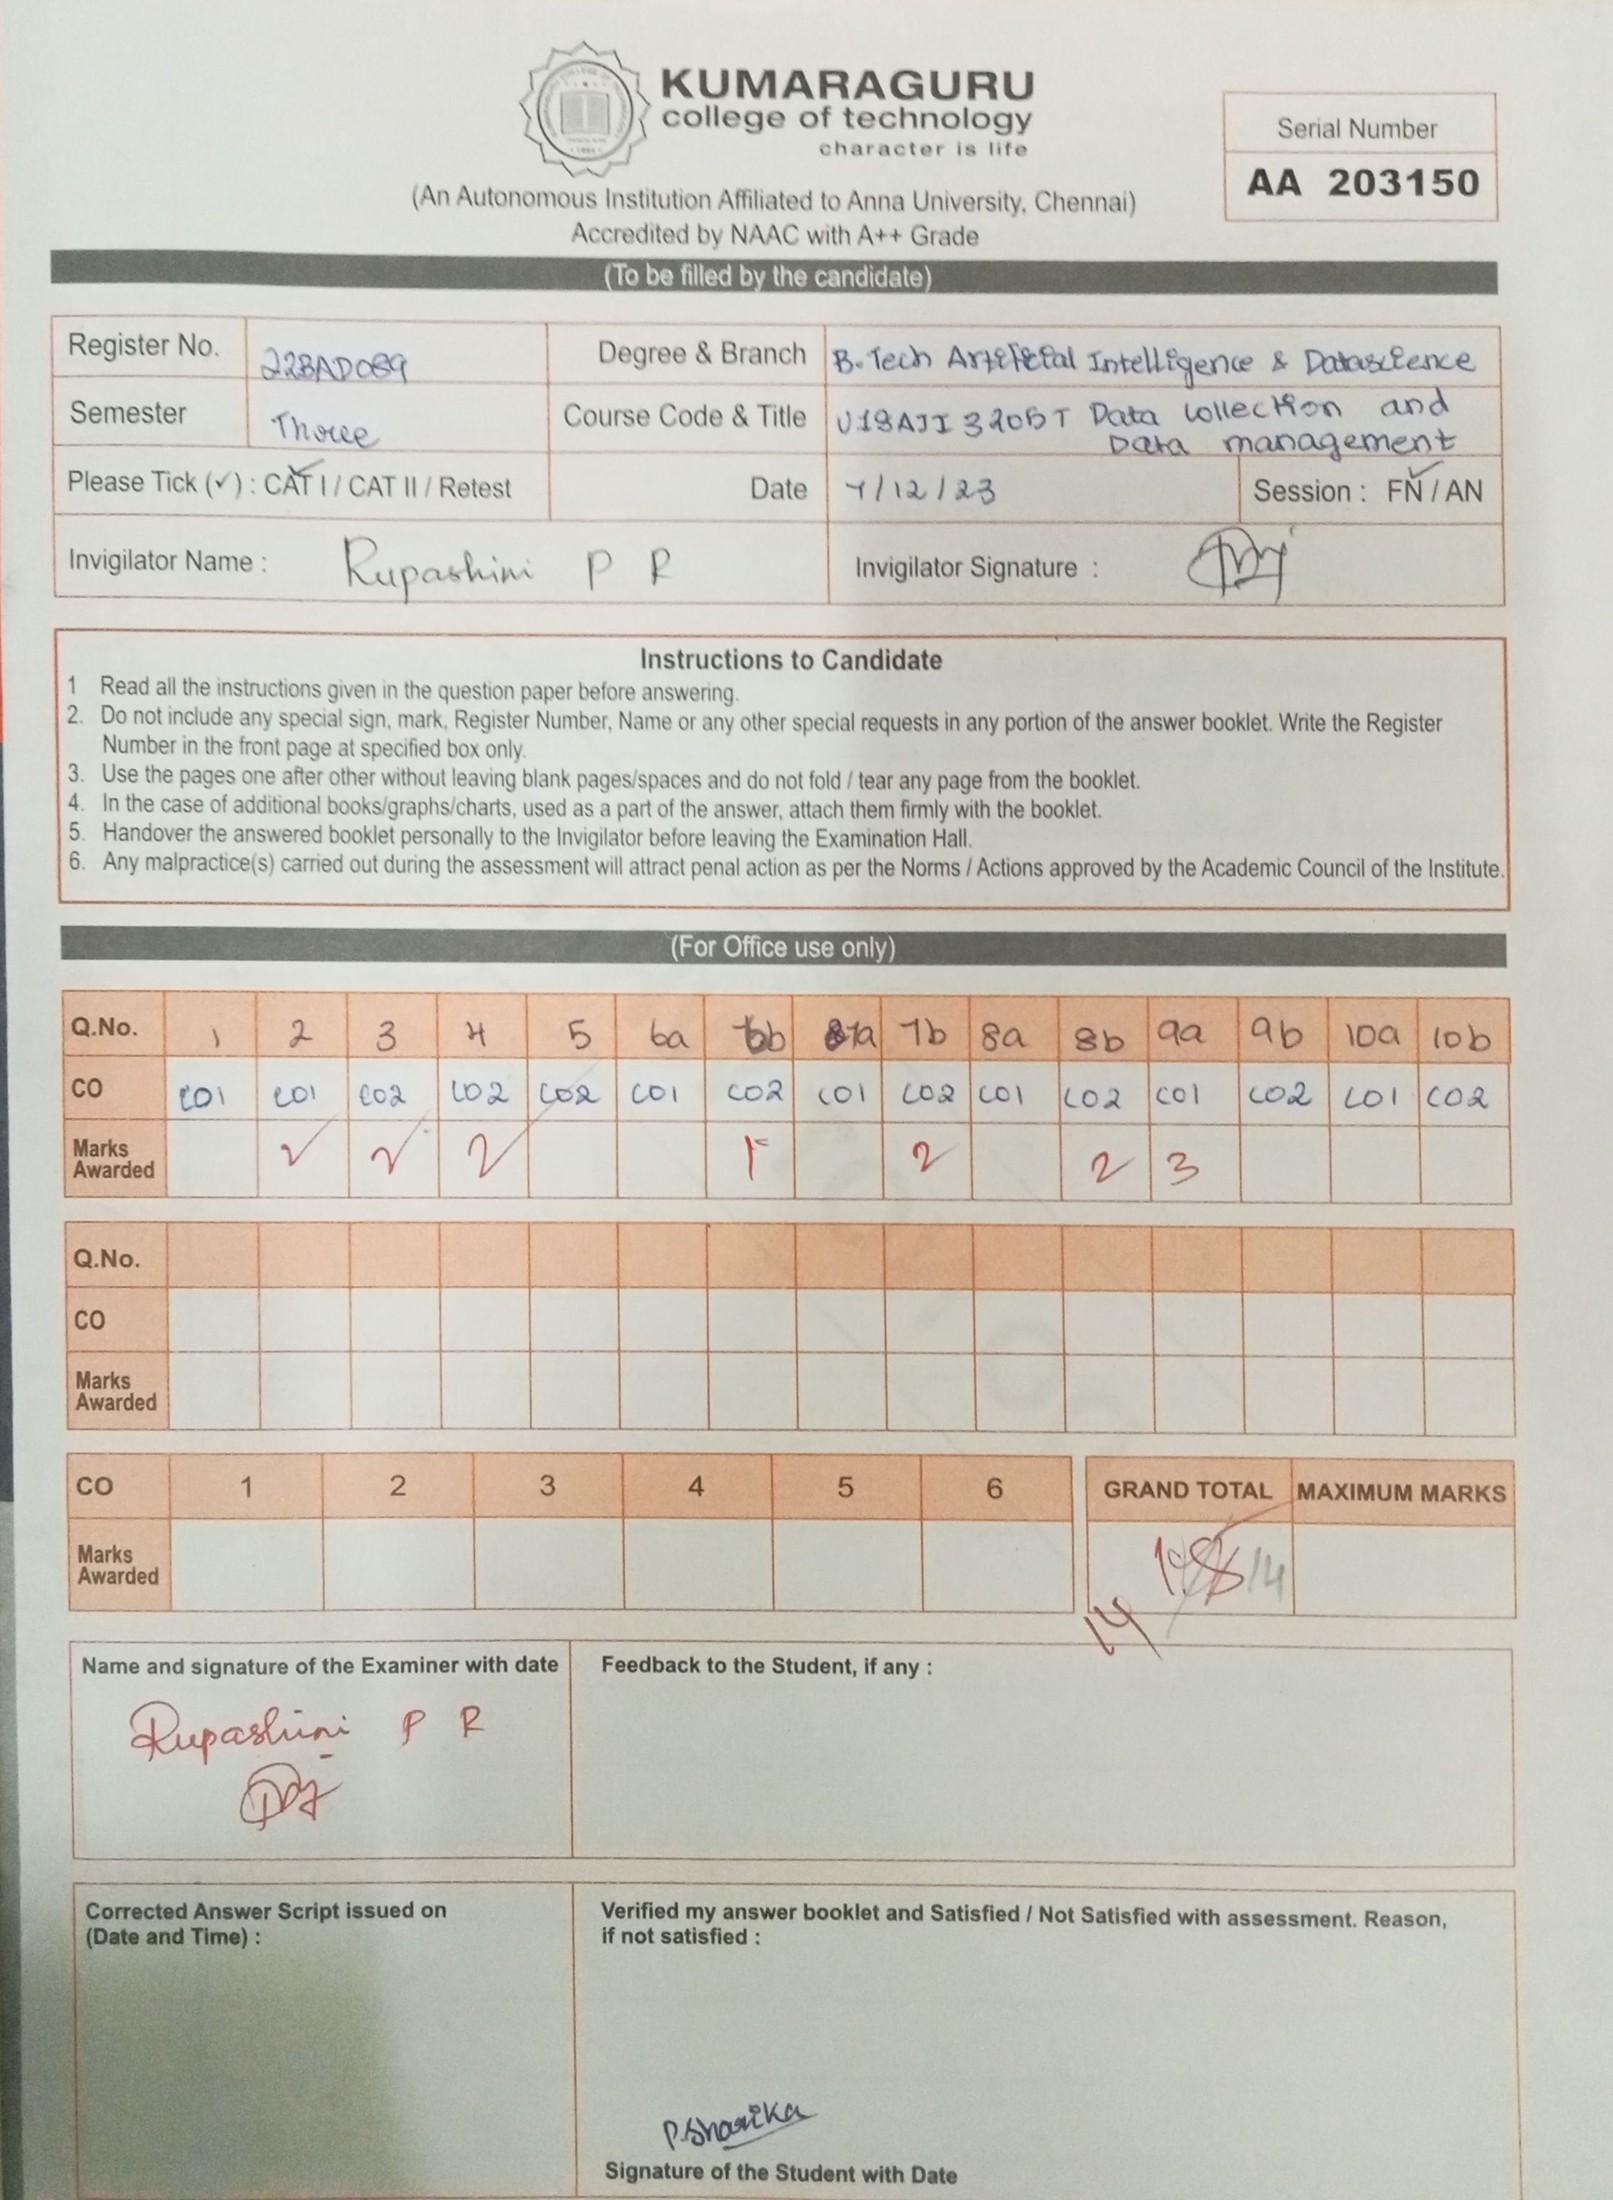 KUMARAGURU
college of technology
character is life
(An Autonomous Institution Affiliated to Anna University, Chennai)
Accredited by NAAC with A++ Grade
Serial Number
AA 203150
(To be filled by the candidate)
Register No. 22BAD089
Degree & Branch B.Tech Artificial Intelligence & Datascience
Semester Three
Course Code & Title U18AJI3205T Data collection and
Data management
Please Tick (✓) : CAT I / CAT II / Retest
Date 7/12/23
Session : FN / AN
Invigilator Name : Rupashini P R
Invigilator Signature :
Instructions to Candidate
1 Read all the instructions given in the question paper before answering.
2. Do not include any special sign, mark, Register Number, Name or any other special requests in any portion of the answer booklet. Write the Register
Number in the front page at specified box only.
3. Use the pages one after other without leaving blank pages/spaces and do not fold / tear any page from the booklet.
4. In the case of additional books/graphs/charts, used as a part of the answer, attach them firmly with the booklet.
5. Handover the answered booklet personally to the Invigilator before leaving the Examination Hall.
6. Any malpractice(s) carried out during the assessment will attract penal action as per the Norms / Actions approved by the Academic Council of the Institute.
(For Office use only)
Q.No. 1 2 3 4 5 6a 6b 7a 7b 8a 8b 9a 9b 10a 10b
CO CO1 CO1 CO2 CO2 CO2 CO1 CO2 CO1 CO2 CO1 CO2 CO1 CO2 CO1 CO2
Marks Awarded 2 2 2 1 2 2 3
Q.No.
CO
Marks Awarded
CO 1 2 3 4 5 6
GRAND TOTAL MAXIMUM MARKS
Marks Awarded
14
14
Name and signature of the Examiner with date
Rupashini P R
Feedback to the Student, if any :
Corrected Answer Script issued on
(Date and Time) :
Verified my answer booklet and Satisfied / Not Satisfied with assessment. Reason,
if not satisfied :
P.Sharika
Signature of the Student with Date